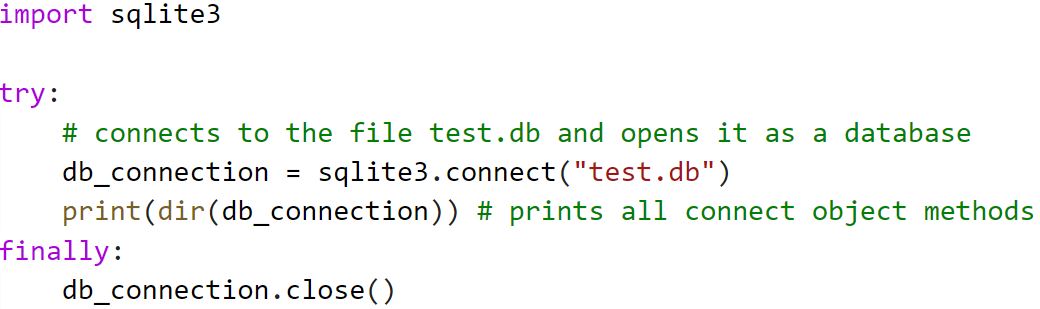 import sqlite3
try:
    # connects to the file test.db and opens it as a database
    db_connection = sqlite3.connect("test.db")
    print(dir(db_connection)) # prints all connect object methods
finally:
    db_connection.close()